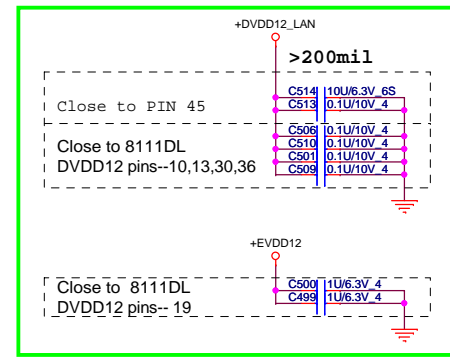 +DVDD12_LAN
>200mil
C514 10U/6.3V_6S
Close to PIN 45
C513 0.1U/10V_4
C506 0.1U/10V_4
Close to 8111DL
C510 0.1U/10V_4
C501 0.1U/10V_4
DVDD12 pins--10,13,30,36
C509 0.1U/10V_4
+EVDD12
Close to 8111DL
C500 1U/6.3V_4
C499 1U/6.3V_4
DVDD12 pins-- 19